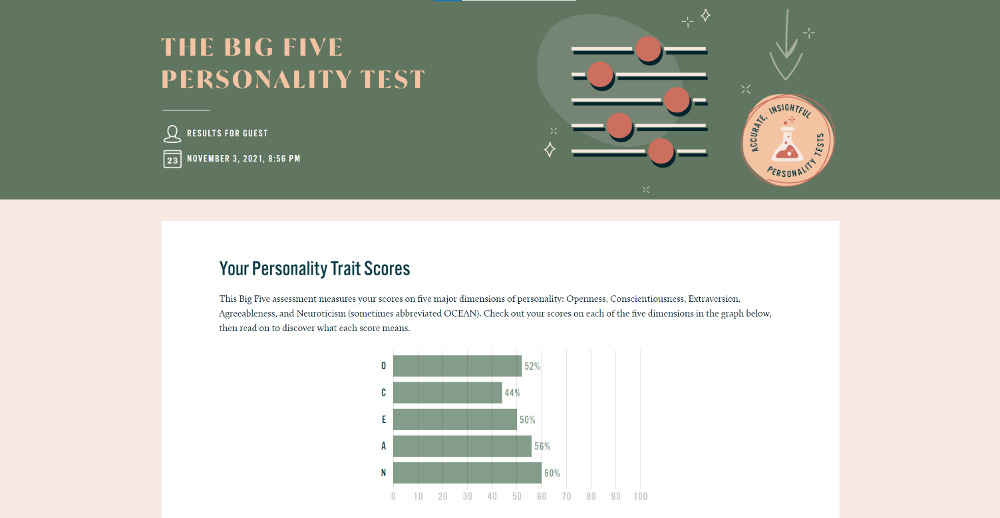 THE BIG FIVE
PERSONALITY TEST
RESULTS FOR GUEST
23
NOVEMBER 3, 2021, 8:56 PM
ACCURATE, INSIGHTFUL
PERSONALITY TESTS
Your Personality Trait Scores
This Big Five assessment measures your scores on five major dimensions of personality: Openness, Conscientiousness, Extraversion,
Agreeableness, and Neuroticism (sometimes abbreviated OCEAN). Check out your scores on each of the five dimensions in the graph below,
then read on to discover what each score means.
O 52%
C 44%
E 50%
A 56%
N 60%
0 10 20 30 40 50 60 70 80 90 100